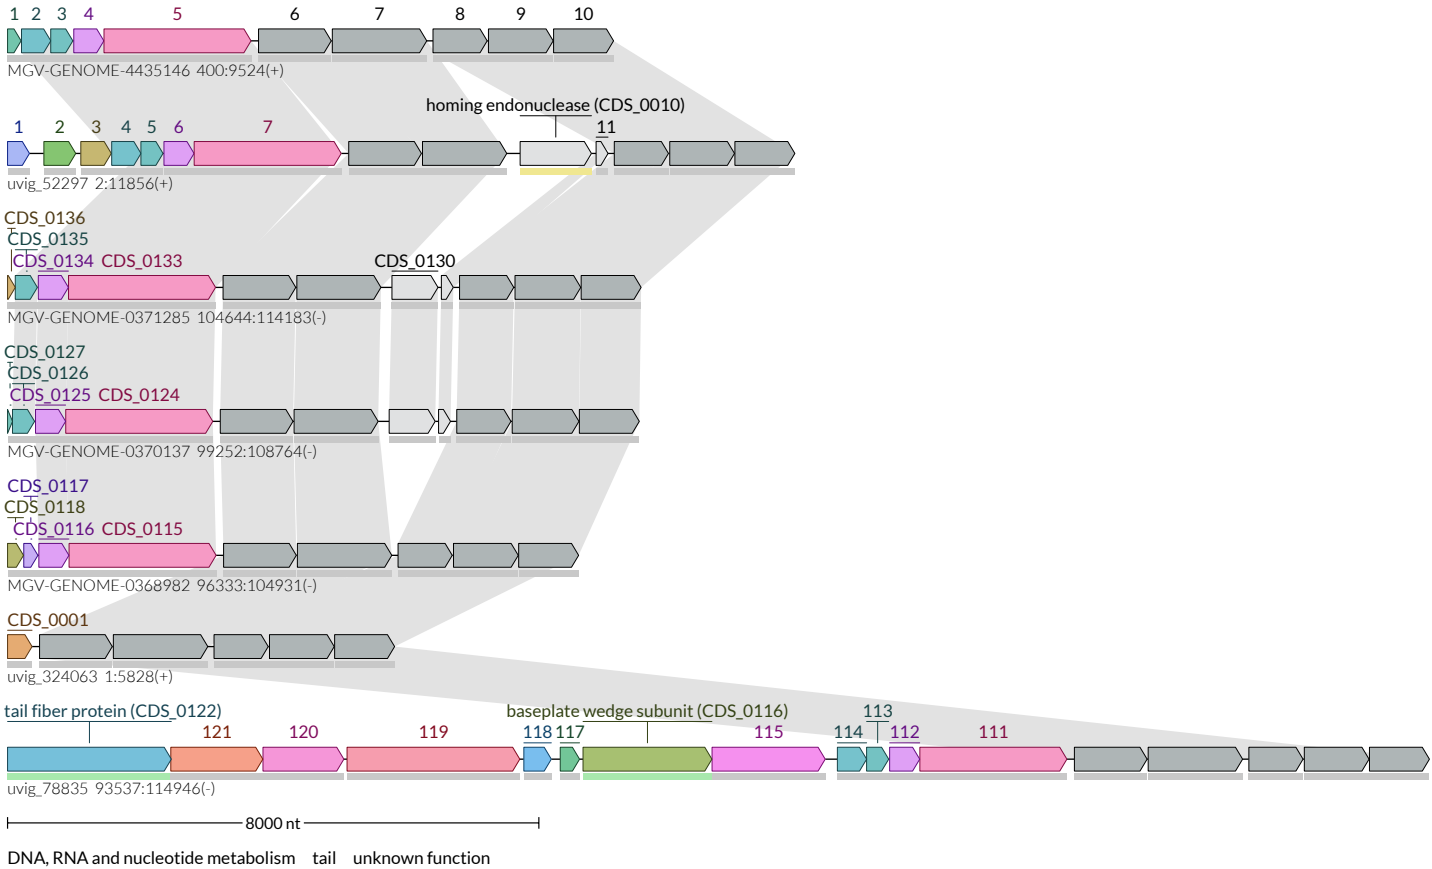 1 2 3 4 5 6 7 8 9 10
MGV-GENOME-4435146 400:9524(+)
homing endonuclease (CDS_0010)
1 2 3 4 5 6 7 11
uvig_52297 2:11856(+)
CDS_0136
CDS_0135
CDS_0134 CDS_0133 CDS_0130
MGV-GENOME-0371285 104644:114183(-)
CDS_0127
CDS_0126
CDS_0125 CDS_0124
MGV-GENOME-0370137 99252:108764(-)
CDS_0117
CDS_0118
CDS_0116 CDS_0115
MGV-GENOME-0368982 96333:104931(-)
CDS_0001
uvig_324063 1:5828(+)
tail fiber protein (CDS_0122) baseplate wedge subunit (CDS_0116) 113
121 120 119 118 117 115 114 112 111
uvig_78835 93537:114946(-)
8000 nt
DNA, RNA and nucleotide metabolism tail unknown function